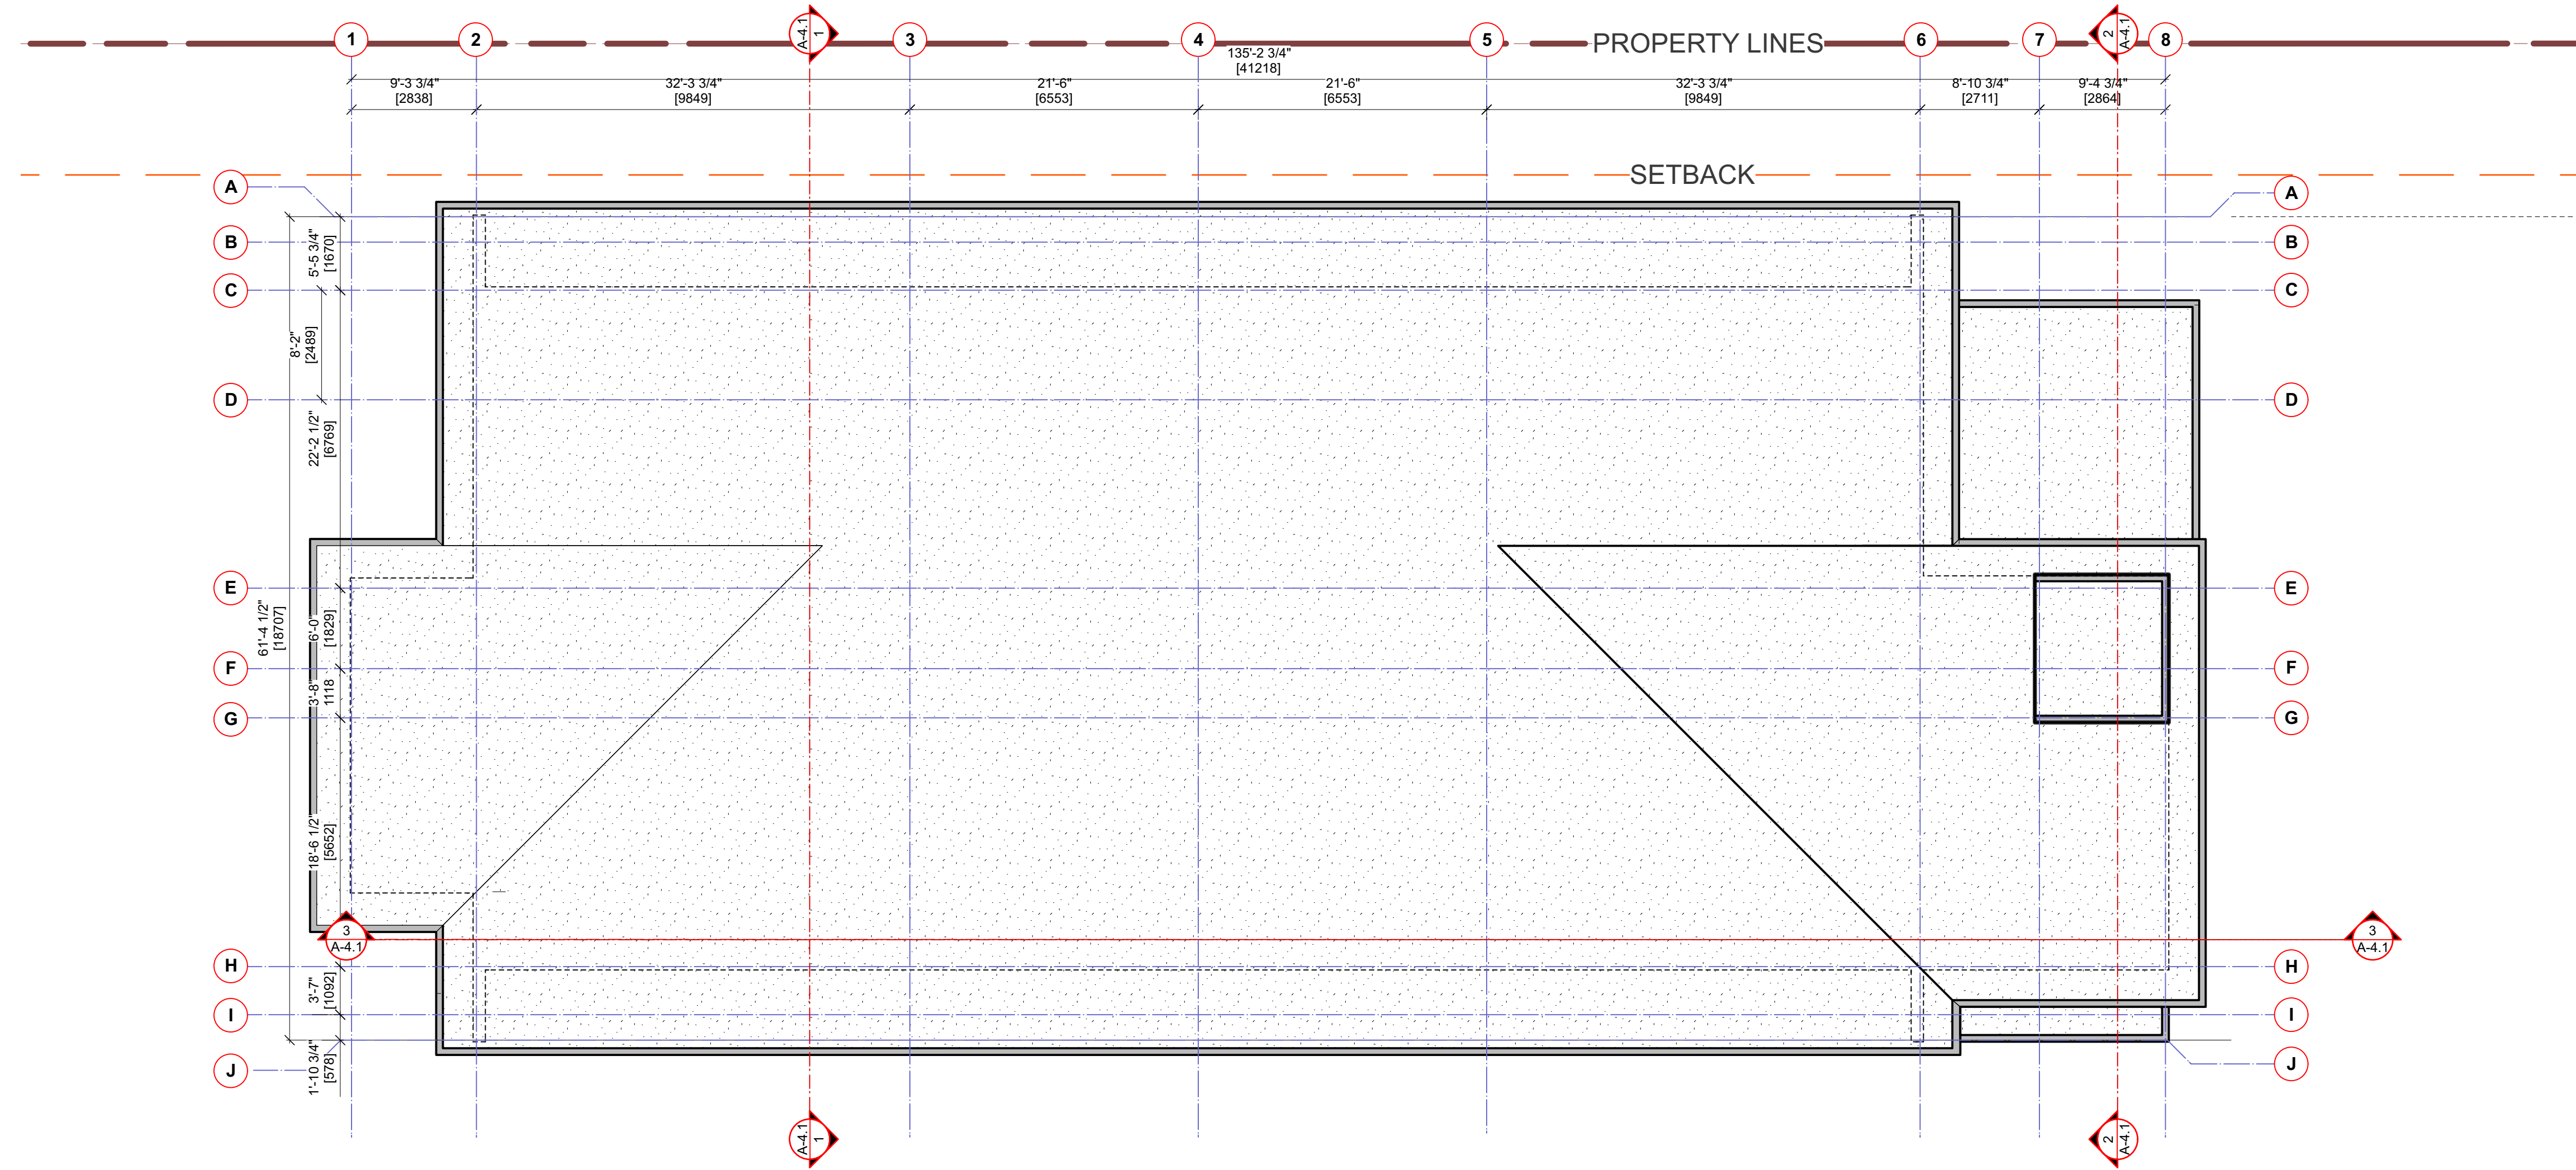 1
2
A-4.1
1
3
4
5
PROPERTY LINES
6
7
2
A-4.1
8
135'-2 3/4"
[41218]
9'-3 3/4"
[2838]
32'-3 3/4"
[9849]
21'-6"
[6553]
21'-6"
[6553]
32'-3 3/4"
[9849]
8'-10 3/4"
[2711]
9'-4 3/4"
[2864]
SETBACK
A
A
B
5'-5 3/4"
[1670]
B
C
C
8'-2"
[2489]
D
D
22'-2 1/2"
[6769]
E
E
61'-4 1/2"
[18707]
6'-0"
[1829]
F
F
3'-8"
1118
G
G
18'-6 1/2"
[5652]
3
A-4.1
3
A-4.1
H
H
3'-7"
[1092]
I
I
1'-10 3/4"
[578]
J
J
A-4.1
1
2
A-4.1